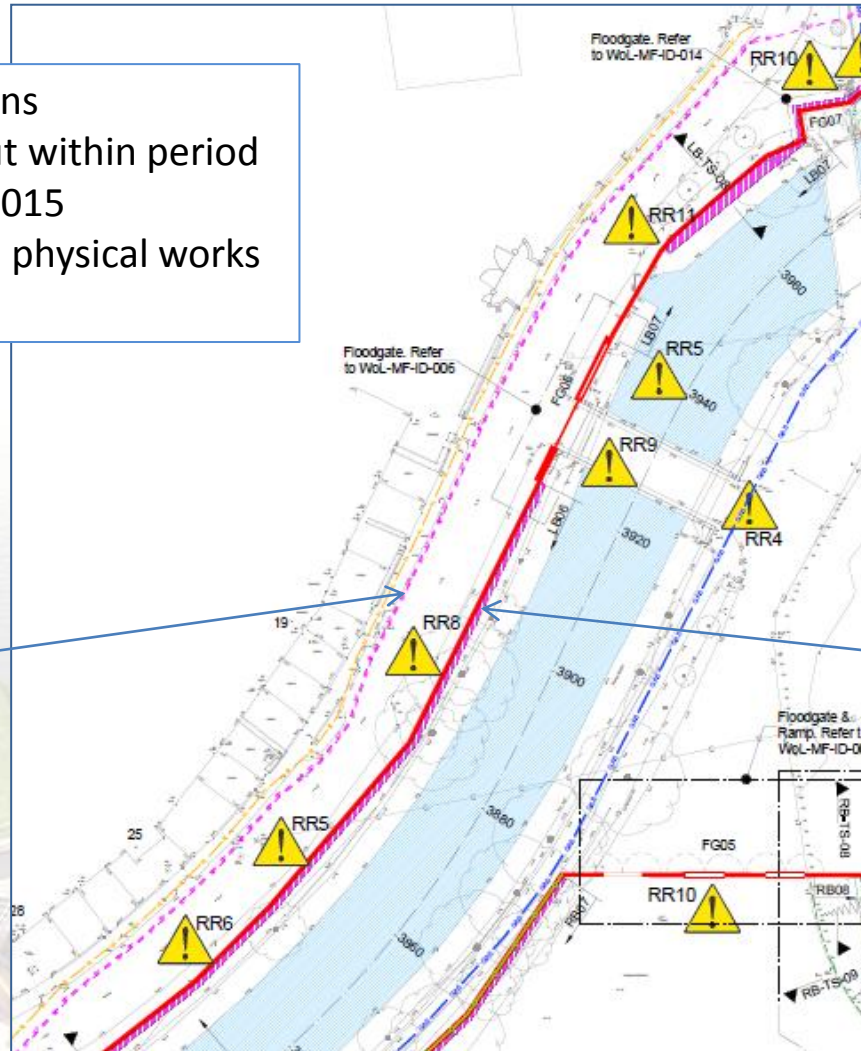 ns
t within period
015
physical works
Floodgate. Refer
to WoL-MF-ID-014
RR10
FG07
LB-TS-08
LB07
RR11
3980
Floodgate. Refer
to WoL-MF-ID-006
LB07
RR5
FG06
3940
RR9
RR4
LB06
3920
19
RR8
3900
Floodgate &
Ramp. Refer t
WoL-MF-ID-0
RB-TS-08
3880
25
RR5
FG05
RR10
RB08
28
RR6
RB07
3860
RB-TS-09